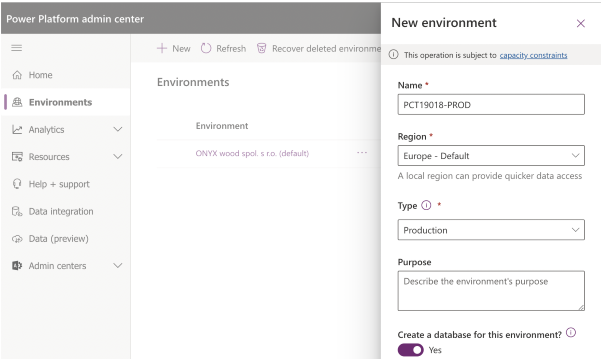 Power Platform admin center
Home
Environments
Analytics
Resources
Help + support
Data integration
Data (preview)
Admin centers
New
Refresh
Recover deleted environme
Environments
Environment
ONYX wood spol. s r.o. (default)
...
New environment
This operation is subject to capacity constraints
Name *
PCT19018-PROD
Region *
Europe - Default
A local region can provide quicker data access
Type *
Production
Purpose
Describe the environment's purpose
Create a database for this environment?
Yes